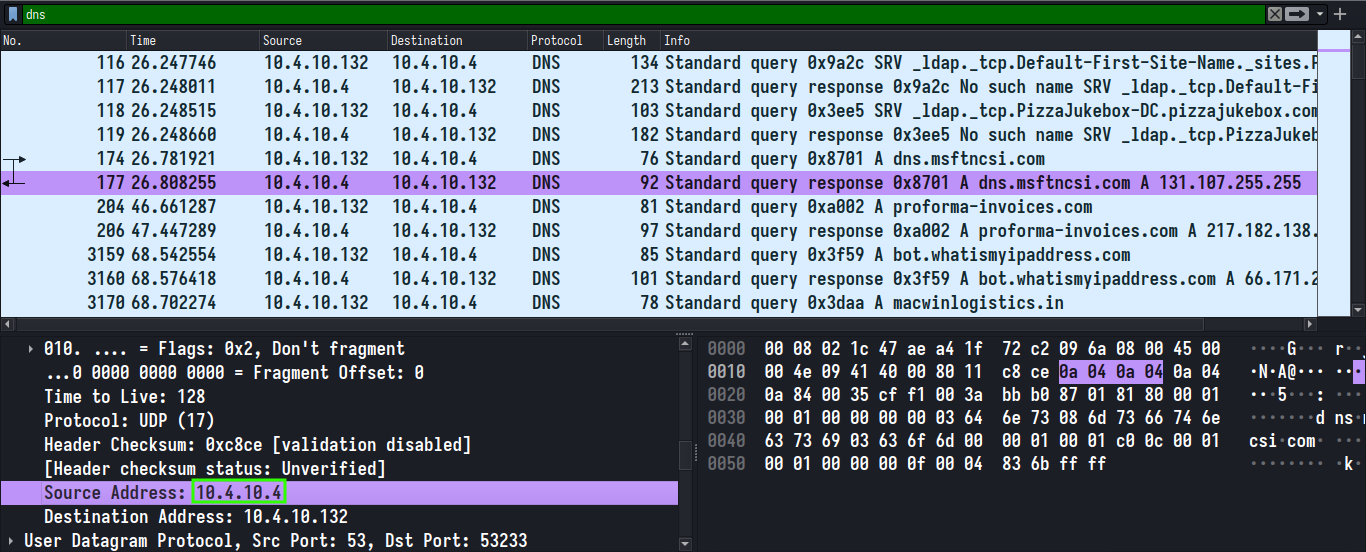 dns
No. Time Source Destination Protocol Length Info
116 26.247746 10.4.10.132 10.4.10.4 DNS 134 Standard query 0x9a2c SRV _ldap._tcp.Default-First-Site-Name._sites.
117 26.248011 10.4.10.4 10.4.10.132 DNS 213 Standard query response 0x9a2c No such name SRV _ldap._tcp.Default-Fi
118 26.248515 10.4.10.132 10.4.10.4 DNS 103 Standard query 0x3ee5 SRV _ldap._tcp.PizzaJukebox-DC.pizzajukebox.com
119 26.248660 10.4.10.4 10.4.10.132 DNS 182 Standard query response 0x3ee5 No such name SRV _ldap._tcp.PizzaJukeb
174 26.781921 10.4.10.132 10.4.10.4 DNS 76 Standard query 0x8701 A dns.msftncsi.com
177 26.808255 10.4.10.4 10.4.10.132 DNS 92 Standard query response 0x8701 A dns.msftncsi.com A 131.107.255.255
204 46.661287 10.4.10.132 10.4.10.4 DNS 81 Standard query 0xa002 A proforma-invoices.com
206 47.447289 10.4.10.4 10.4.10.132 DNS 97 Standard query response 0xa002 A proforma-invoices.com A 217.182.138.
3159 68.542554 10.4.10.132 10.4.10.4 DNS 85 Standard query 0x3f59 A bot.whatismyipaddress.com
3160 68.576418 10.4.10.4 10.4.10.132 DNS 101 Standard query response 0x3f59 A bot.whatismyipaddress.com A 66.171.2
3170 68.702274 10.4.10.132 10.4.10.4 DNS 78 Standard query 0x3daa A macwinlogistics.in
010. .... = Flags: 0x2, Don't fragment
...0 0000 0000 0000 = Fragment Offset: 0
Time to Live: 128
Protocol: UDP (17)
Header Checksum: 0xc8ce [validation disabled]
[Header checksum status: Unverified]
Source Address: 10.4.10.4
Destination Address: 10.4.10.132
User Datagram Protocol, Src Port: 53, Dst Port: 53233
0000 00 08 02 1c 47 ae a4 1f 72 c2 09 6a 08 00 45 00 ····G··· r·
0010 00 4e 09 41 40 00 80 11 c8 ce 0a 04 0a 04 0a 04 ·N·A@··· ···
0020 0a 84 00 35 cf f1 00 3a bb b0 87 01 81 80 00 01 ···5···: ···
0030 00 01 00 00 00 00 03 64 6e 73 08 6d 73 66 74 6e ·······d ns·
0040 63 73 69 03 63 6f 6d 00 00 01 00 01 c0 0c 00 01 csi·com· ···
0050 00 01 00 00 00 0f 00 04 83 6b ff ff ········ ·k·